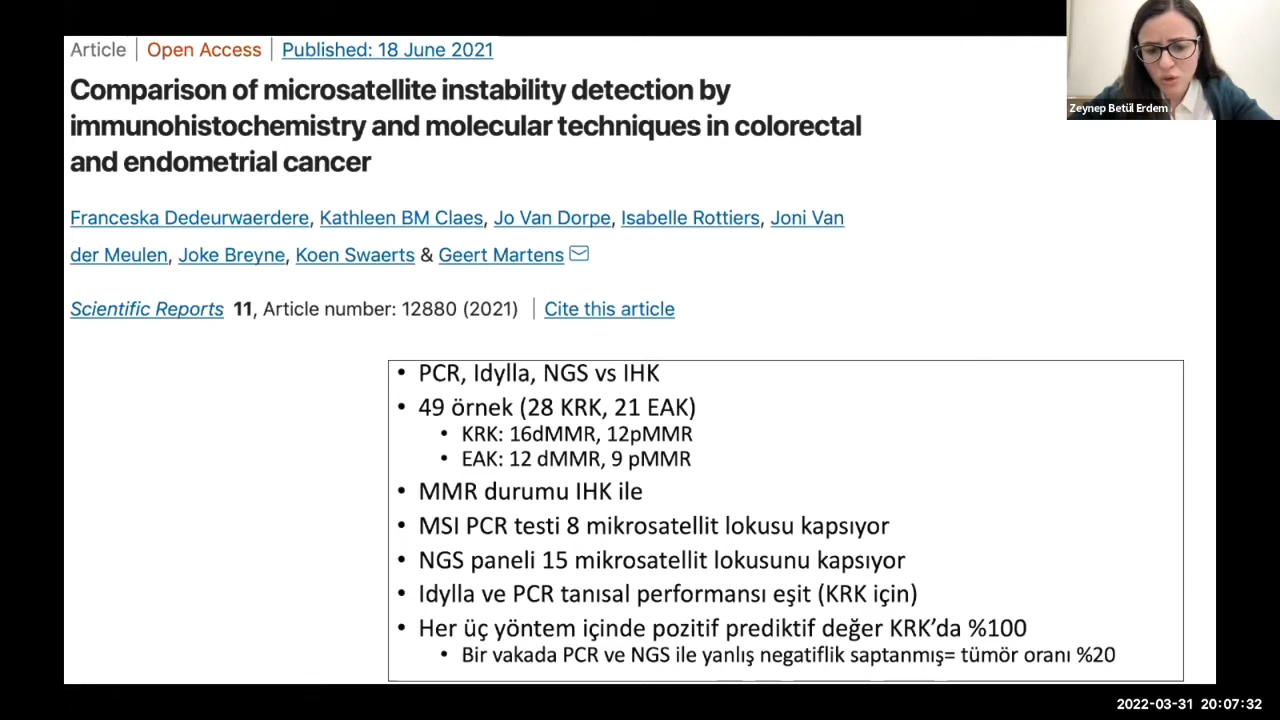 Article | Open Access | Published: 18 June 2021
Comparison of microsatellite instability detection by
immunohistochemistry and molecular techniques in colorectal
and endometrial cancer
Franceska Dedeurwaerdere, Kathleen BM Claes, Jo Van Dorpe, Isabelle Rottiers, Joni Van
der Meulen, Joke Breyne, Koen Swaerts & Geert Martens
Scientific Reports 11, Article number: 12880 (2021) | Cite this article
• PCR, Idylla, NGS vs IHK
• 49 örnek (28 KRK, 21 EAK)
• KRK: 16dMMR, 12pMMR
• EAK: 12 dMMR, 9 pMMR
• MMR durumu IHK ile
• MSI PCR testi 8 mikrosatellit lokusu kapsıyor
• NGS paneli 15 mikrosatellit lokusunu kapsıyor
• Idylla ve PCR tanısal performansı eşit (KRK için)
• Her üç yöntem içinde pozitif prediktif değer KRK’da %100
• Bir vakada PCR ve NGS ile yanlış negatiflik saptanmış= tümör oranı %20
Zeynep Betül Erdem
2022-03-31 20:07:32